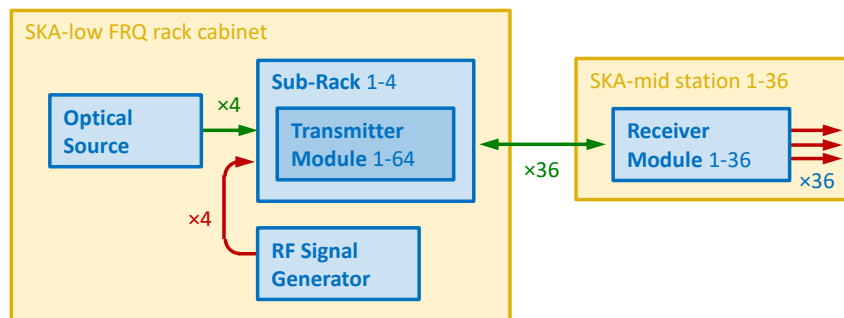 SKA-low FRQ rack cabinet
Optical
Source
×4
Sub-Rack 1-4
Transmitter
Module 1-64
×4
RF Signal
Generator
×36
SKA-mid station 1-36
Receiver
Module 1-36
×36